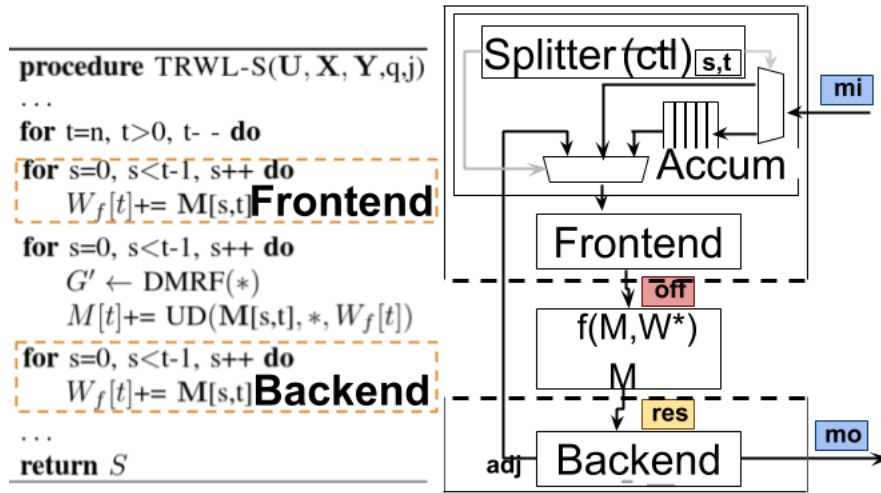 procedure TRWL-S(U, X, Y,q,j)
...
for t=n, t>0, t- - do
for s=0, s<t-1, s++ do
W_f[t]+= M[s,t]
Frontend
for s=0, s<t-1, s++ do
G′ ← DMRF(*)
M[t]+= UD(M[s,t], *, W_f[t])
for s=0, s<t-1, s++ do
W_f[t]+= M[s,t]
Backend
...
return S
Splitter (ctl)
s,t
mi
Accum
Frontend
off
f(M,W*)
M
res
adj
Backend
mo